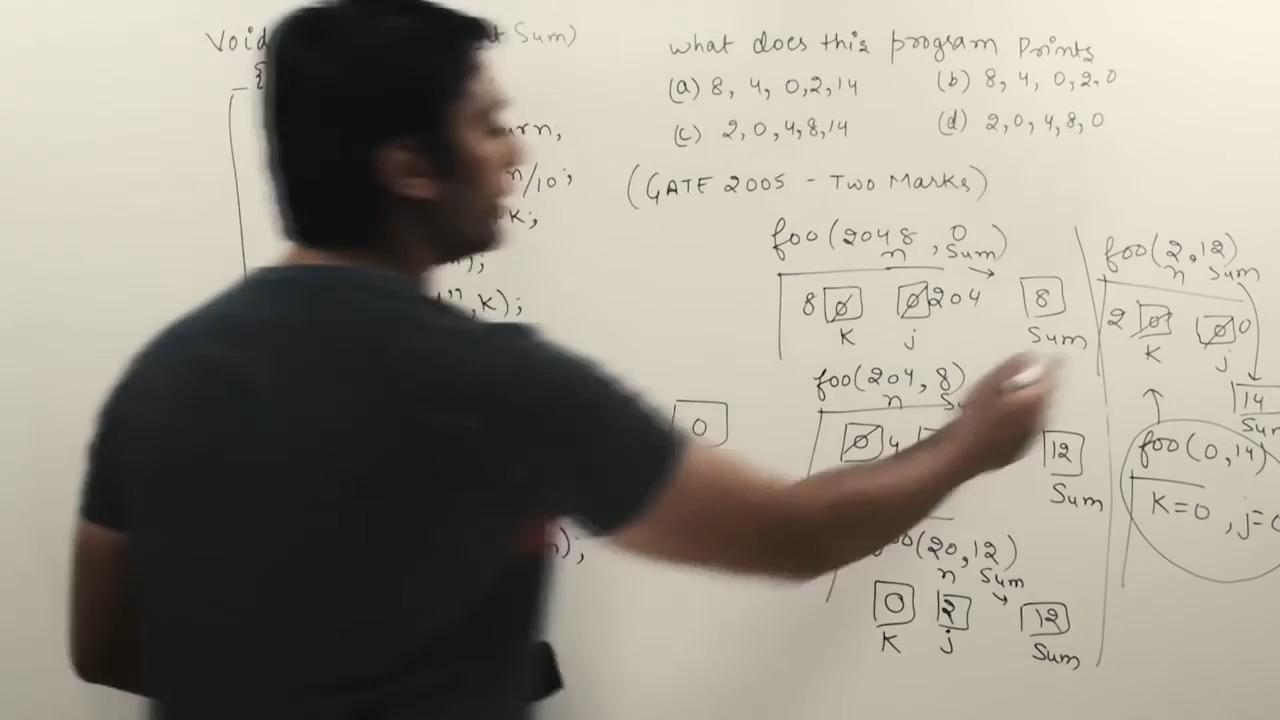 Void t Sum)
{
urn;
n/10;
k;
);
",k);
0
);
what does this program Prints
(a) 8, 4, 0,2,14 (b) 8, 4, 0,2,0
(c) 2,0,4,8,14 (d) 2,0,4,8,0
(GATE 2005 - Two Marks)
foo(2048,0)
n Sum
8 0 0 204 8
K j Sum
foo(204,8)
n
0 4 12
Sum
foo(20,12)
n Sum
0 2 12
K j Sum
foo(2,12)
n Sum
2 0 0 0
K j
14
Sum
foo(0,14)
K=0, j=0